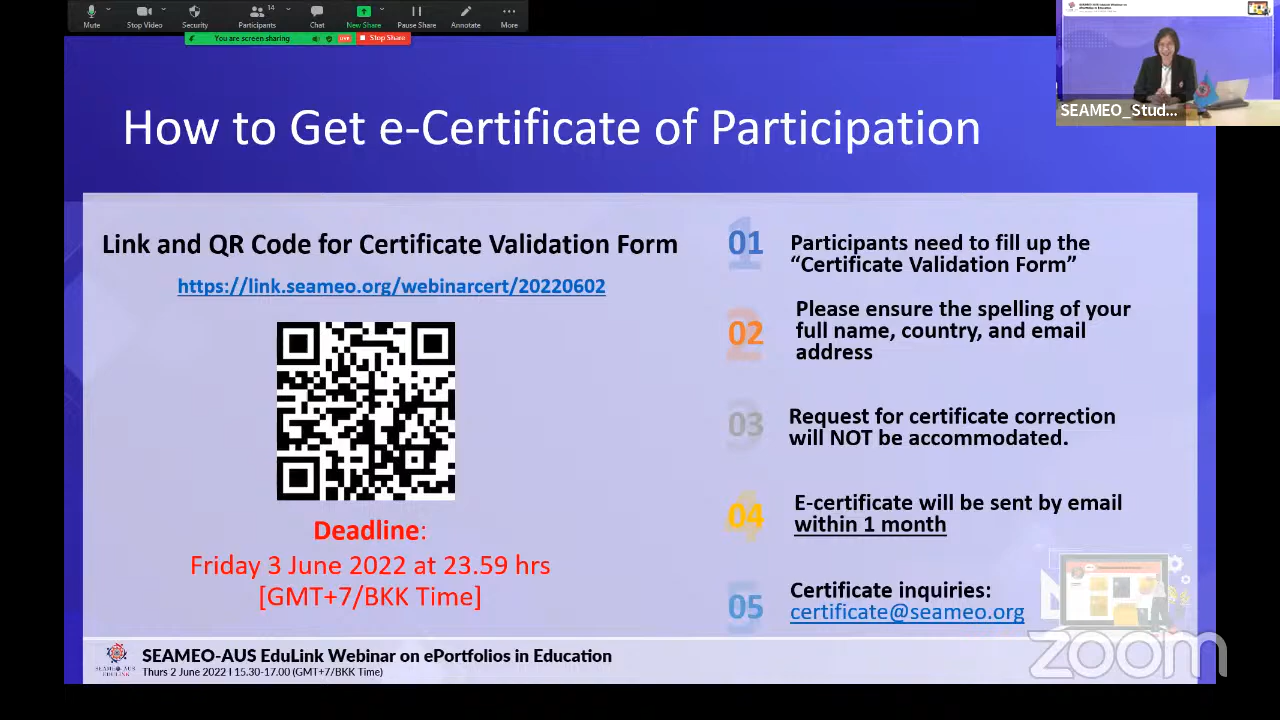 Mute
Stop Video
Security
Participants
14
Chat
New Share
Pause Share
Annotate
More
You are screen sharing
LIVE
Stop Share
SEAMEO_Stud...
How to Get e-Certificate of Participation
Link and QR Code for Certificate Validation Form
https://link.seameo.org/webinarcert/20220602
Deadline:
Friday 3 June 2022 at 23.59 hrs
[GMT+7/BKK Time]
01
Participants need to fill up the
“Certificate Validation Form”
02
Please ensure the spelling of your
full name, country, and email
address
03
Request for certificate correction
will NOT be accommodated.
04
E-certificate will be sent by email
within 1 month
05
Certificate inquiries:
certificate@seameo.org
SEAMEO-AUS
EDULINK
SEAMEO-AUS EduLink Webinar on ePortfolios in Education
Thurs 2 June 2022 I 15.30-17.00 (GMT+7/BKK Time)
zoom